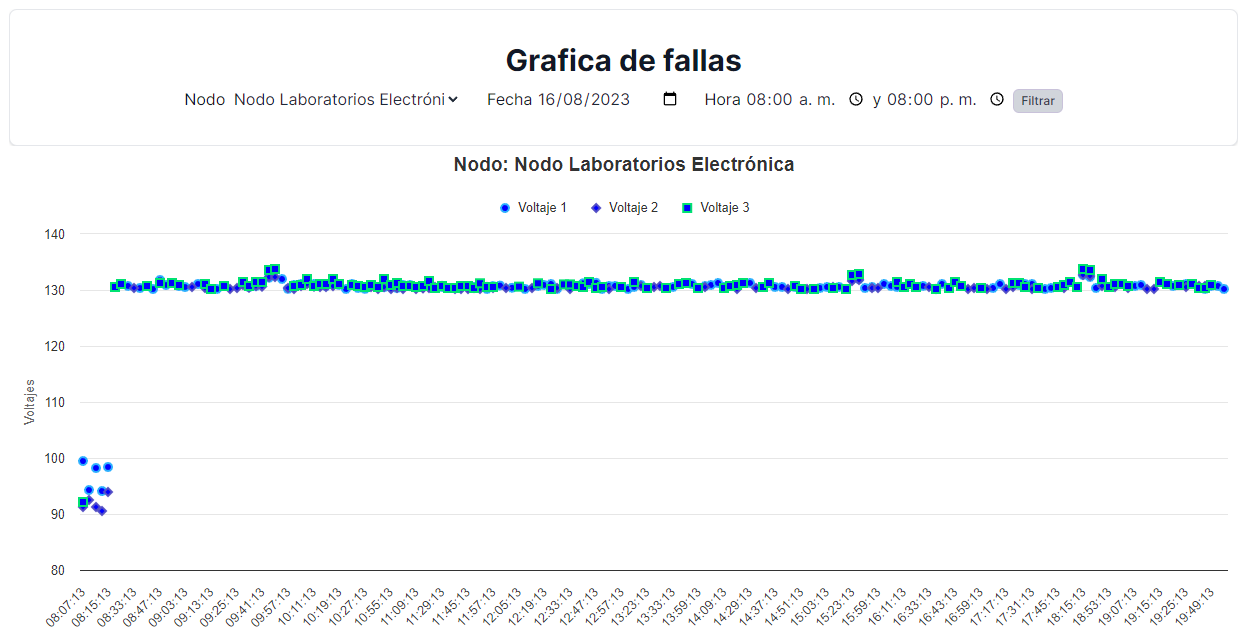 Grafica de fallas
Nodo Nodo Laboratorios Electróni Fecha 16/08/2023 Hora 08:00 a. m. y 08:00 p. m. Filtrar
Nodo: Nodo Laboratorios Electrónica
Voltaje 1 Voltaje 2 Voltaje 3
140
130
120
110
100
90
80
Voltajes
08:07:13 08:15:13 08:33:13 08:47:13 09:03:13 09:13:13 09:25:13 09:41:13 09:57:13 10:11:13 10:19:13 10:27:13 10:55:13 11:09:13 11:29:13 11:45:13 11:57:13 12:05:13 12:19:13 12:33:13 12:47:13 12:57:13 13:23:13 13:33:13 13:59:13 14:09:13 14:29:13 14:37:13 14:51:13 15:03:13 15:23:13 15:59:13 16:11:13 16:33:13 16:43:13 16:59:13 17:17:13 17:31:13 17:45:13 18:15:13 18:53:13 19:07:13 19:15:13 19:25:13 19:49:13